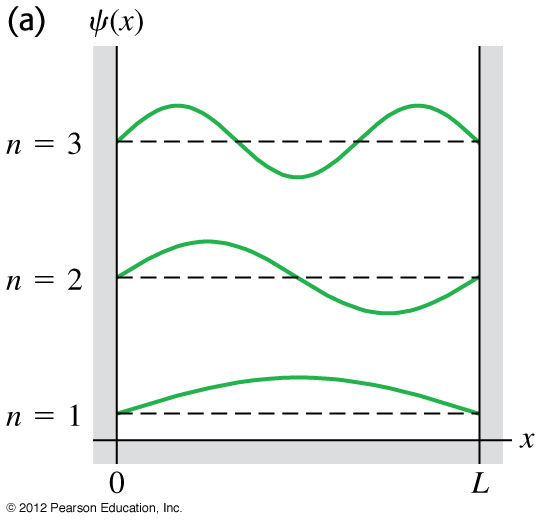 (a) ψ(x)
n = 3
n = 2
n = 1
x
0 L
© 2012 Pearson Education, Inc.